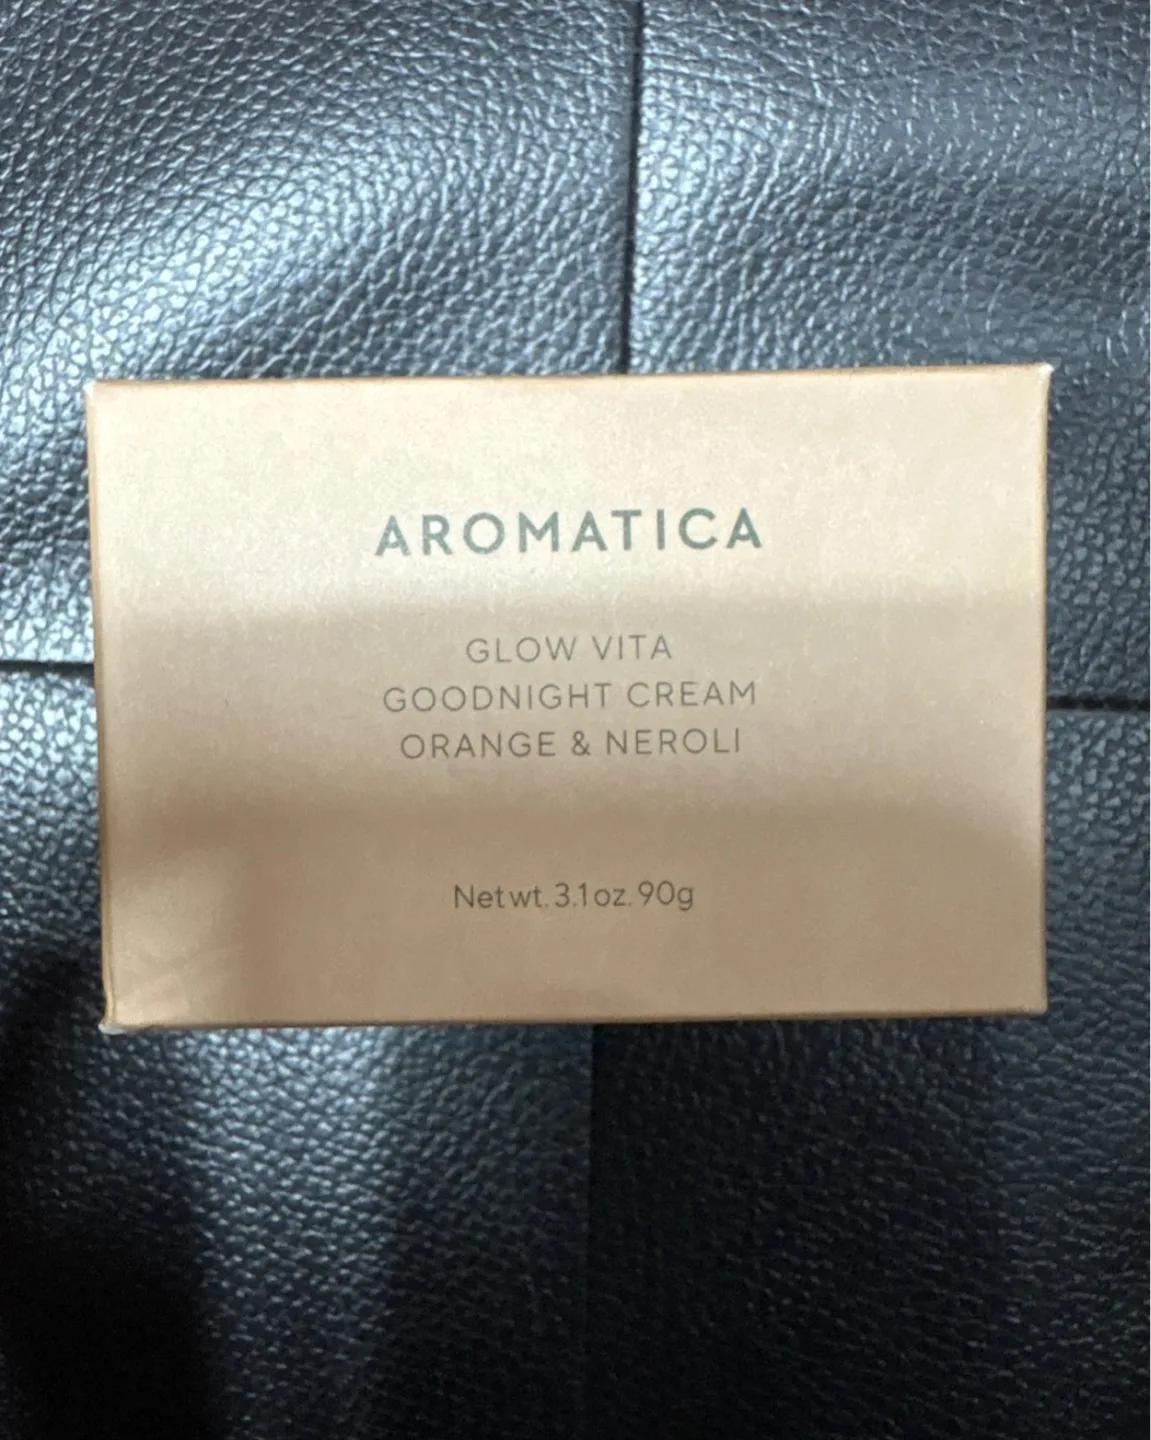 AROMATICA
GLOW VITA
GOODNIGHT CREAM
ORANGE & NEROLI
Net wt. 3.1 oz. 90g